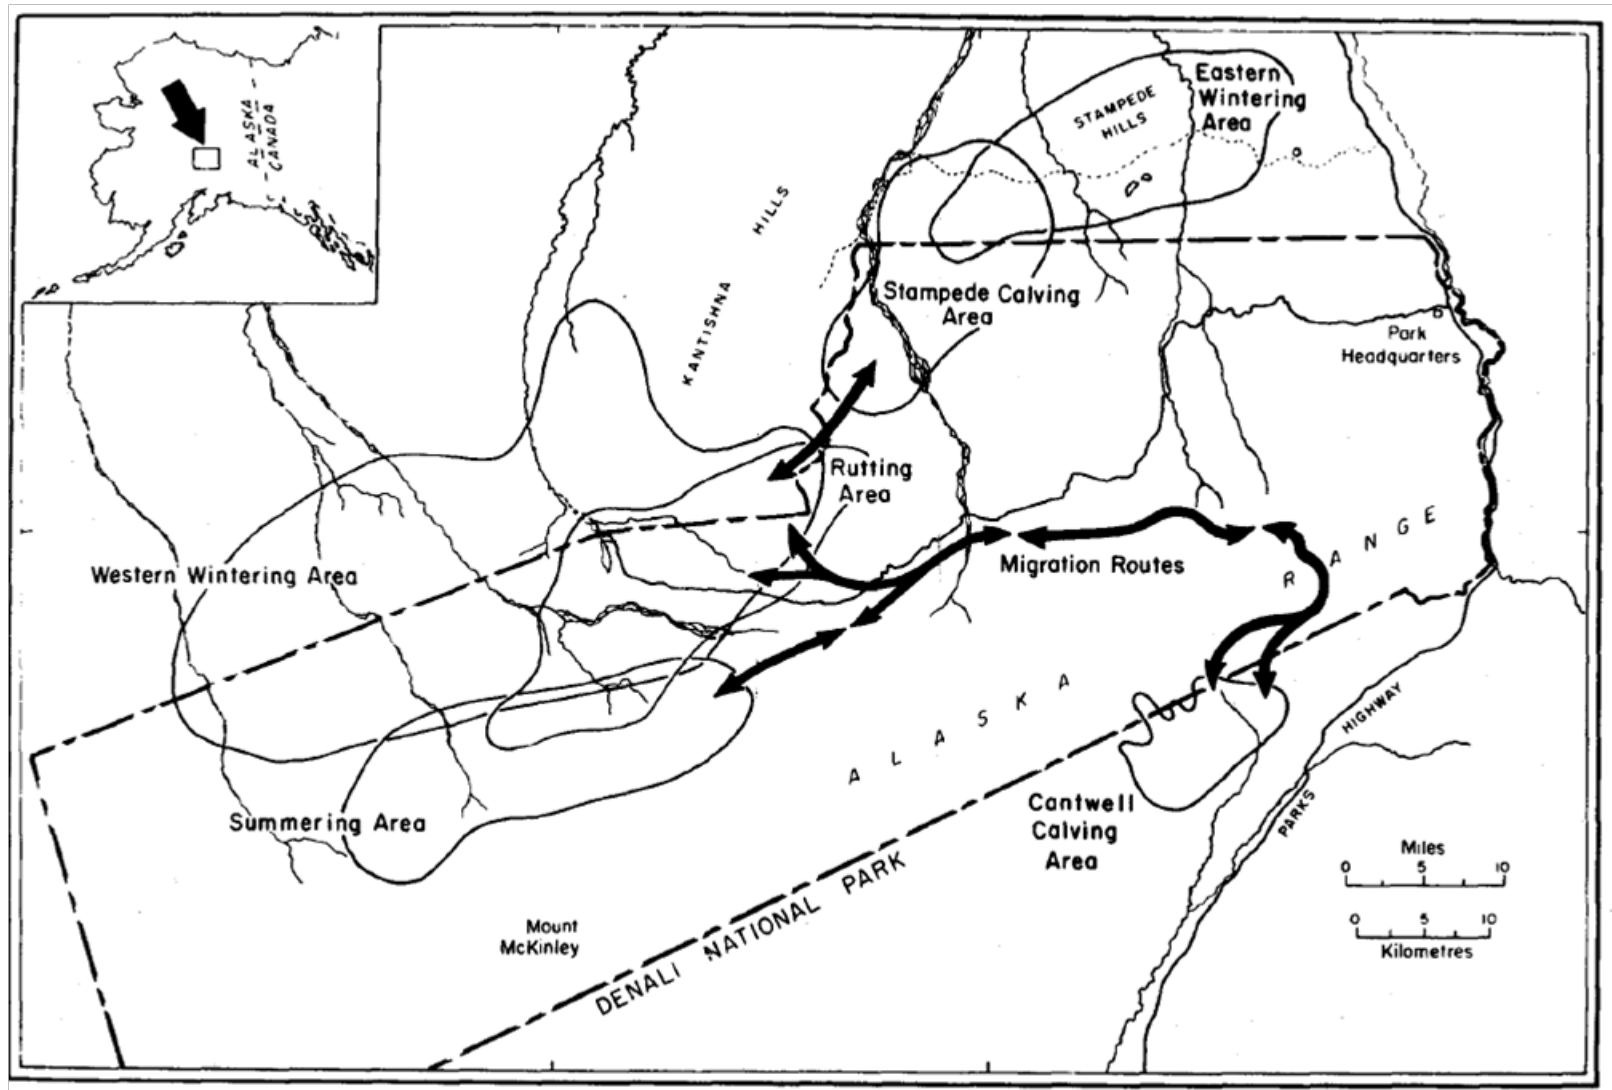 ALASKA
CANADA
Eastern
Wintering
Area
STAMPEDE
HILLS
KANTISHNA
HILLS
Stampede Calving
Area
Park
Headquarters
Rutting
Area
Migration Routes
Western Wintering Area
ALASKA
RANGE
Summering Area
Cantwell
Calving
Area
PARKS
HIGHWAY
Mount
McKinley
DENALI NATIONAL PARK
Miles
0 5 10
0 5 10
Kilometres